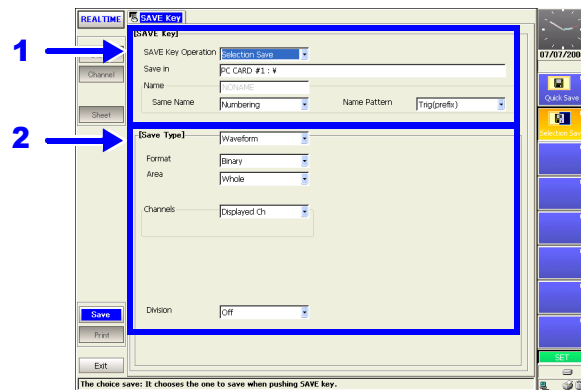 REALTIME
SAVE Key
[SAVE Key]
1
SAVE Key Operation Selection Save
07/07/200
Save in PC CARD #1 : ¥
Channel
Name NONAME
Quick Save
Same Name Numbering Name Pattern Trig(prefix)
Sheet
Selection Sav
2
[Save Type] Waveform
Format Binary
Area Whole
Channels Displayed Ch
Save
Division Off
Print
SET
Exit
The choice save: It chooses the one to save when pushing SAVE key.